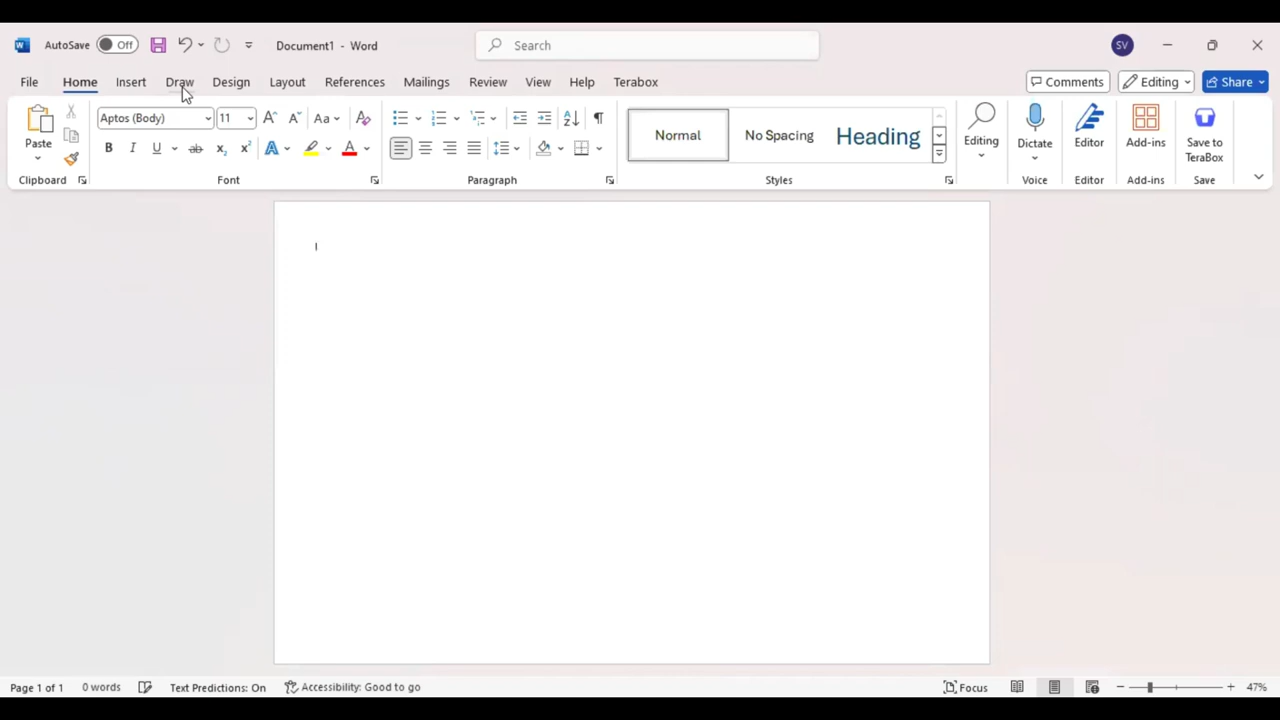 AutoSave Off Document1 - Word Search SV
File Home Insert Draw Design Layout References Mailings Review View Help Terabox Comments Editing Share
Paste
Aptos (Body) 11 Aa
B I U ab x₂ x² A A
Normal No Spacing Heading
Editing Dictate Editor Add-ins Save to TeraBox
Clipboard Font Paragraph Styles Voice Editor Add-ins Save
Page 1 of 1 0 words Text Predictions: On Accessibility: Good to go Focus 47%